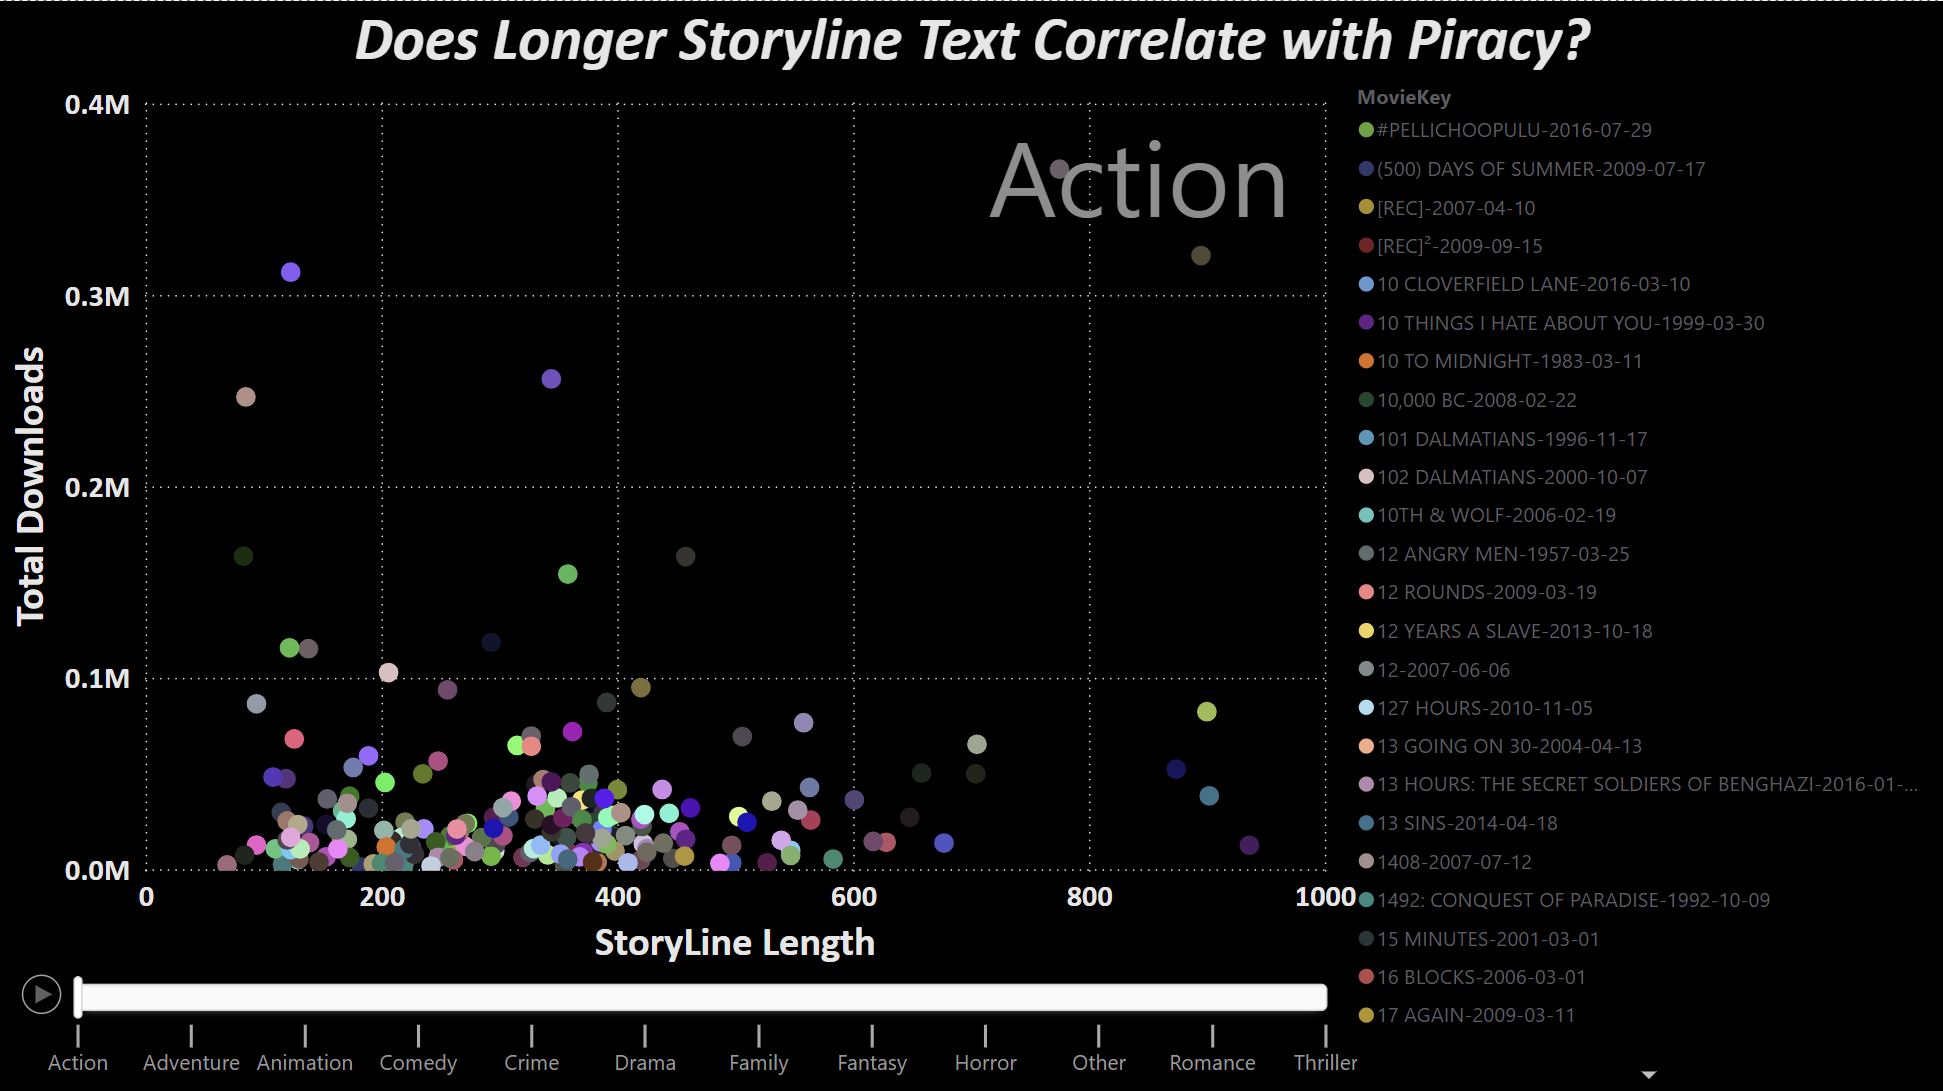 Does Longer Storyline Text Correlate with Piracy?
0.4M
0.3M
0.2M
0.1M
0.0M
Total Downloads
Action
0
200
400
600
800
1000
StoryLine Length
MovieKey
#PELLICHOOPULU-2016-07-29
(500) DAYS OF SUMMER-2009-07-17
[REC]-2007-04-10
[REC]²-2009-09-15
10 CLOVERFIELD LANE-2016-03-10
10 THINGS I HATE ABOUT YOU-1999-03-30
10 TO MIDNIGHT-1983-03-11
10,000 BC-2008-02-22
101 DALMATIANS-1996-11-17
102 DALMATIANS-2000-10-07
10TH & WOLF-2006-02-19
12 ANGRY MEN-1957-03-25
12 ROUNDS-2009-03-19
12 YEARS A SLAVE-2013-10-18
12-2007-06-06
127 HOURS-2010-11-05
13 GOING ON 30-2004-04-13
13 HOURS: THE SECRET SOLDIERS OF BENGHAZI-2016-01-...
13 SINS-2014-04-18
1408-2007-07-12
1492: CONQUEST OF PARADISE-1992-10-09
15 MINUTES-2001-03-01
16 BLOCKS-2006-03-01
17 AGAIN-2009-03-11
Action
Adventure
Animation
Comedy
Crime
Drama
Family
Fantasy
Horror
Other
Romance
Thriller